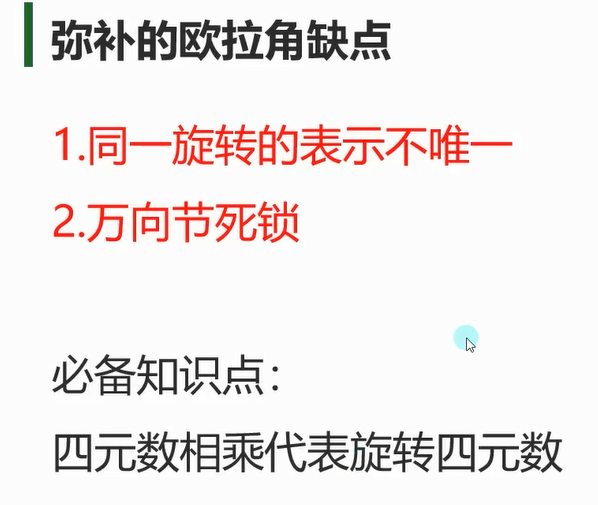 弥补的欧拉角缺点
1.同一旋转的表示不唯一
2.万向节死锁
必备知识点：
四元数相乘代表旋转四元数